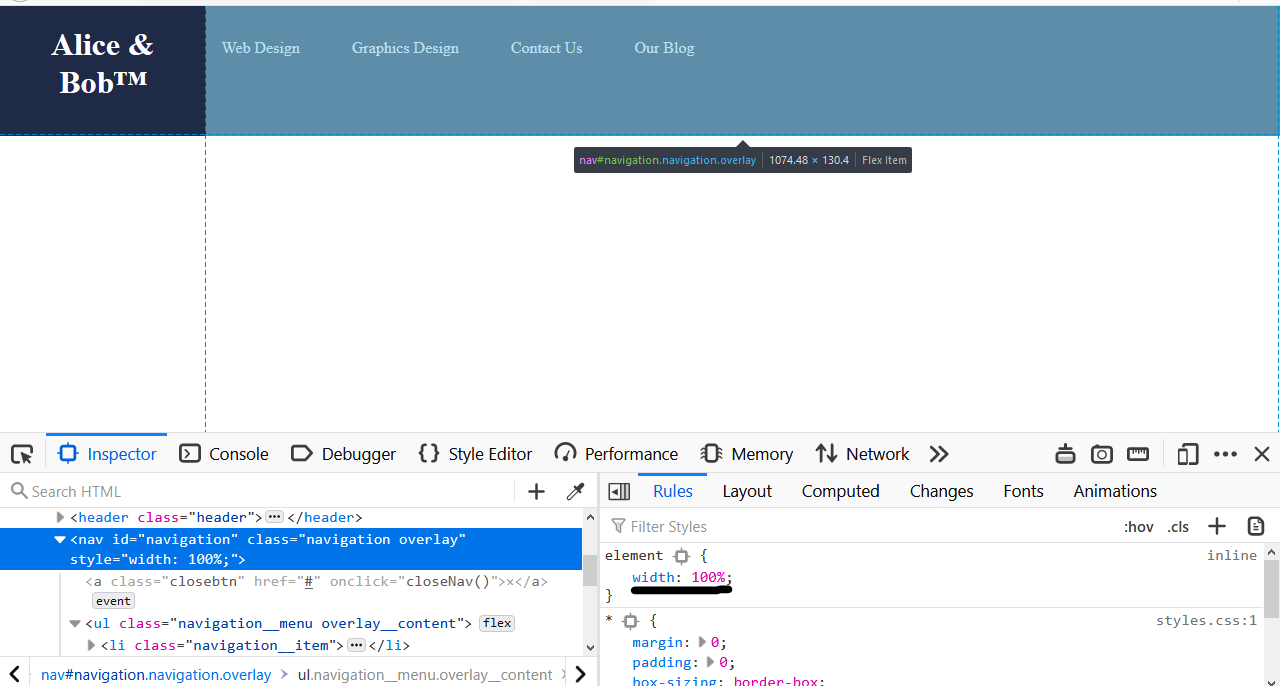 Alice &
Bob™
Web Design Graphics Design Contact Us Our Blog
nav#navigation.navigation.overlay 1074.48 × 130.4 Flex Item
Inspector Console Debugger {} Style Editor Performance Memory Network
Search HTML
Rules Layout Computed Changes Fonts Animations
Filter Styles
:hov .cls
<header class="header"> ••• </header>
<nav id="navigation" class="navigation overlay"
style="width: 100%;">
<a class="closebtn" href="#" onclick="closeNav()">×</a>
event
<ul class="navigation__menu overlay__content"> flex
<li class="navigation__item"> ••• </li>
nav#navigation.navigation.overlay > ul.navigation__menu.overlay__content
element { inline
width: 100%;
}
* { styles.css:1
margin: 0;
padding: 0;
box-sizing: border-box;